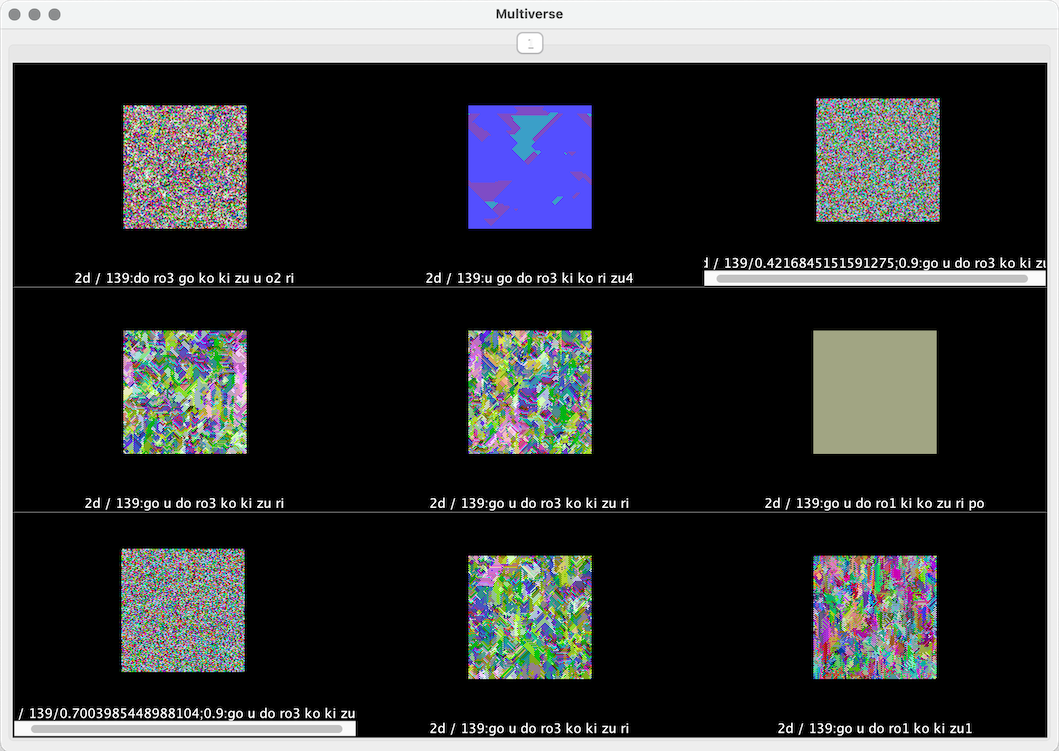 Multiverse
2d / 139:do ro3 go ko ki zu u o2 ri
2d / 139:u go do ro3 ki ko ri zu4
/ 139/0.4216845151591275;0.9:go u do ro3 ko ki
2d / 139:go u do ro3 ko ki zu ri
2d / 139:go u do ro3 ko ki zu ri
2d / 139:go u do ro1 ki ko zu ri po
/ 139/0.7003985448988104;0.9:go u do ro3 ko ki zu
2d / 139:go u do ro3 ko ki zu ri
2d / 139:go u do ro1 ko ki zu1